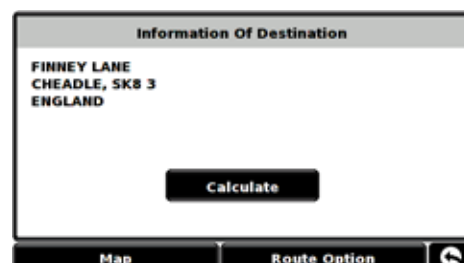 Information Of Destination
FINNEY LANE
CHEADLE, SK8 3
ENGLAND
Calculate
Map
Route Option